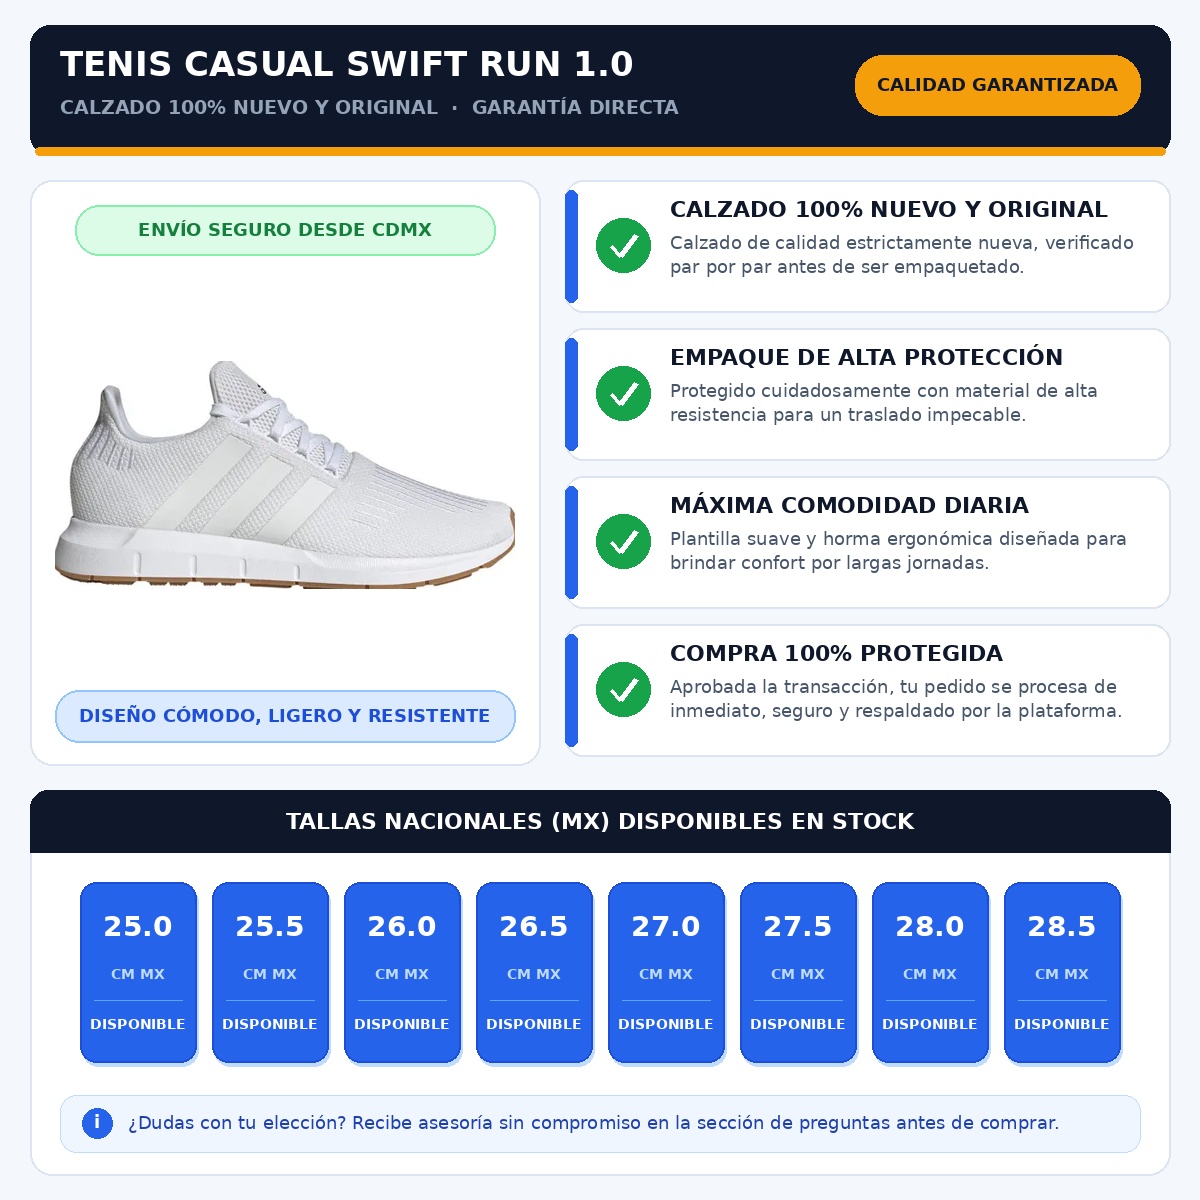 TENIS CASUAL SWIFT RUN 1.0
CALZADO 100% NUEVO Y ORIGINAL · GARANTÍA DIRECTA
CALIDAD GARANTIZADA
ENVÍO SEGURO DESDE CDMX
DISEÑO CÓMODO, LIGERO Y RESISTENTE
CALZADO 100% NUEVO Y ORIGINAL
Calzado de calidad estrictamente nueva, verificado
par por par antes de ser empaquetado.
EMPAQUE DE ALTA PROTECCIÓN
Protegido cuidadosamente con material de alta
resistencia para un traslado impecable.
MÁXIMA COMODIDAD DIARIA
Plantilla suave y horma ergonómica diseñada para
brindar confort por largas jornadas.
COMPRA 100% PROTEGIDA
Aprobada la transacción, tu pedido se procesa de
inmediato, seguro y respaldado por la plataforma.
TALLAS NACIONALES (MX) DISPONIBLES EN STOCK
25.0 25.5 26.0 26.5 27.0 27.5 28.0 28.5
CM MX CM MX CM MX CM MX CM MX CM MX CM MX CM MX
DISPONIBLE DISPONIBLE DISPONIBLE DISPONIBLE DISPONIBLE DISPONIBLE DISPONIBLE DISPONIBLE
i ¿Dudas con tu elección? Recibe asesoría sin compromiso en la sección de preguntas antes de comprar.